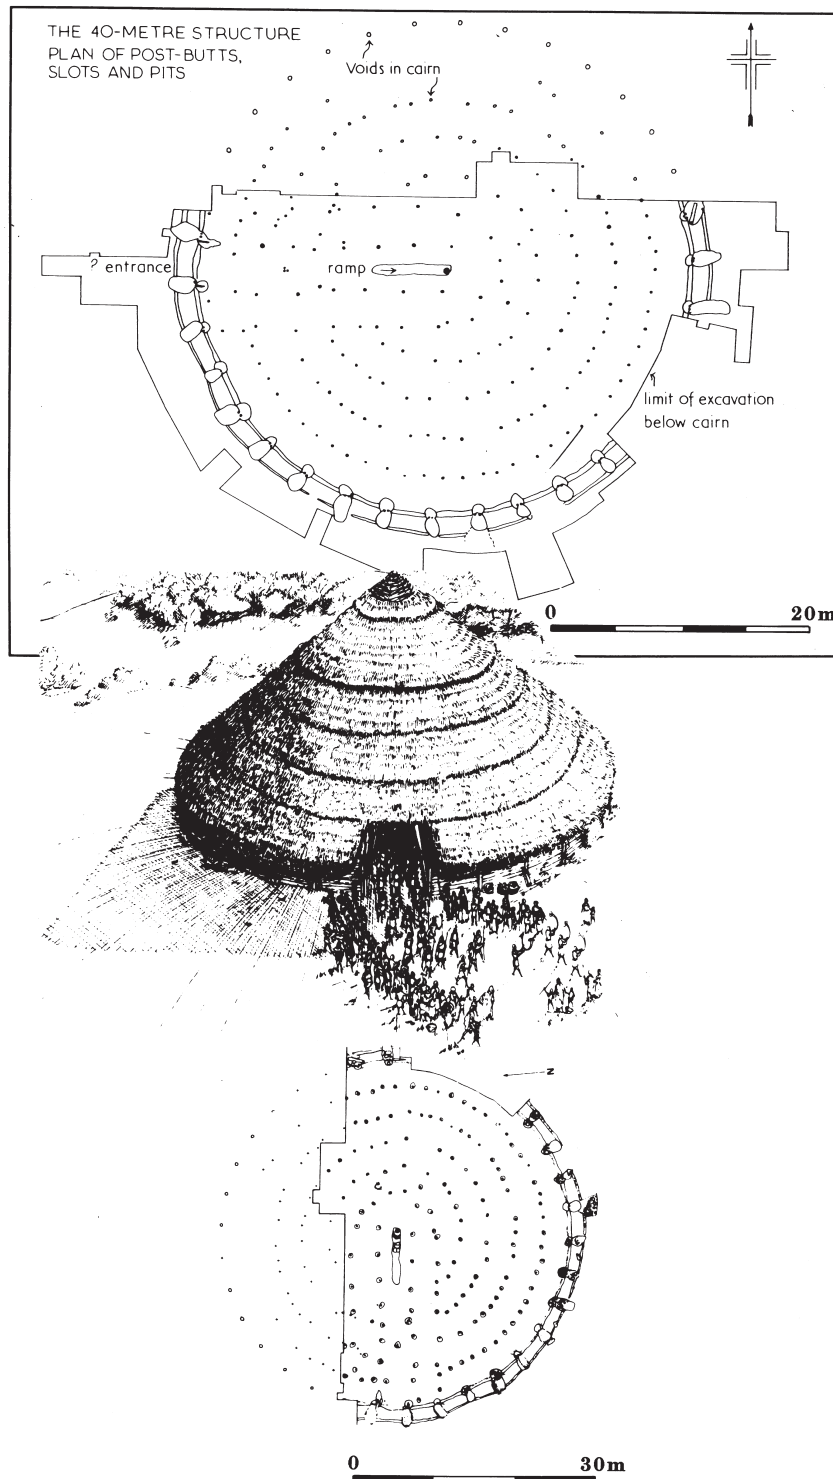 THE 40-METRE STRUCTURE
PLAN OF POST-BUTTS,
SLOTS AND PITS
Voids in cairn
? entrance
ramp
limit of excavation
below cairn
0 20m
N
0 30m